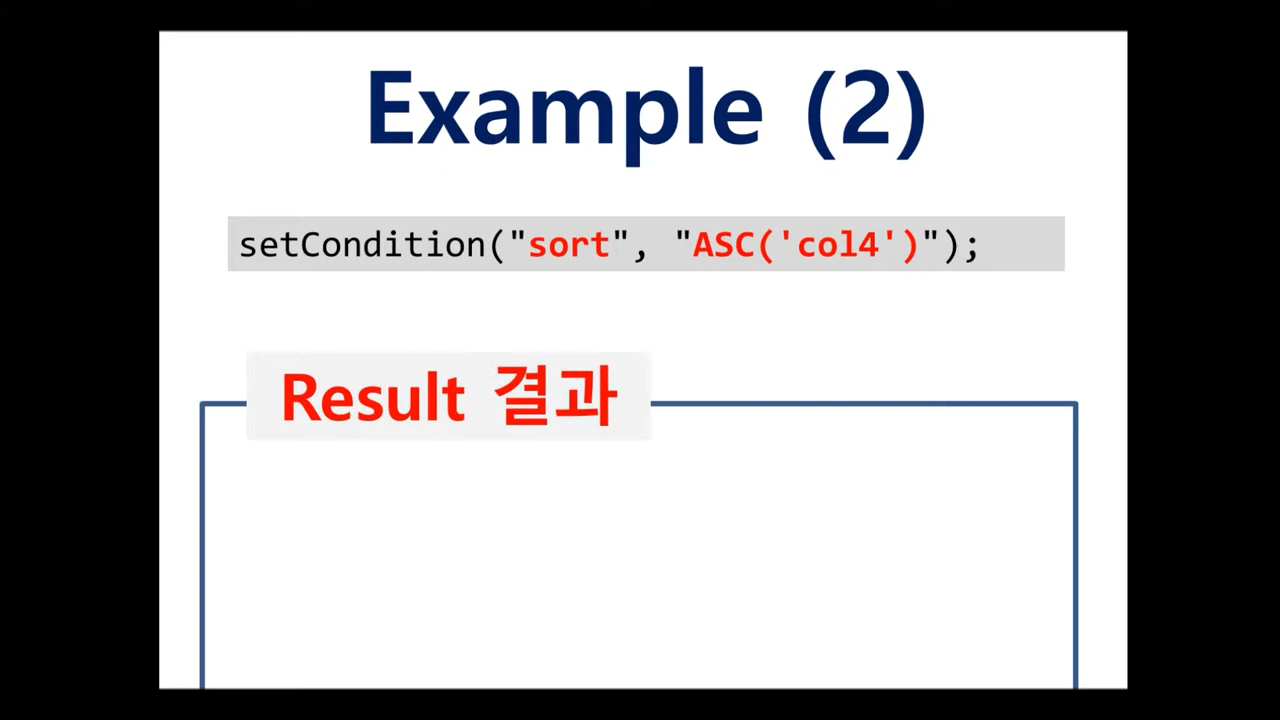 Example (2)
setCondition("sort", "ASC('col4')");
Result 결과